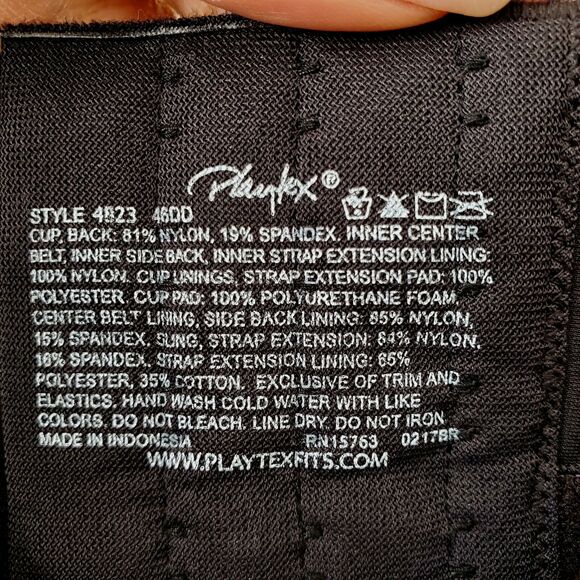 Playtex®
STYLE 4823 46DD
CUP, BACK: 81% NYLON, 19% SPANDEX. INNER CENTER
BELT, INNER SIDE BACK, INNER STRAP EXTENSION LINING:
100% NYLON. CUP LININGS, STRAP EXTENSION PAD: 100%
POLYESTER. CUP PAD: 100% POLYURETHANE FOAM.
CENTER BELT LINING, SIDE BACK LINING: 85% NYLON,
15% SPANDEX. SLING, STRAP EXTENSION: 84% NYLON,
16% SPANDEX. STRAP EXTENSION LINING: 65%
POLYESTER, 35% COTTON. EXCLUSIVE OF TRIM AND
ELASTICS. HAND WASH COLD WATER WITH LIKE
COLORS. DO NOT BLEACH. LINE DRY. DO NOT IRON
MADE IN INDONESIA RN15763 0217BR
WWW.PLAYTEXFITS.COM